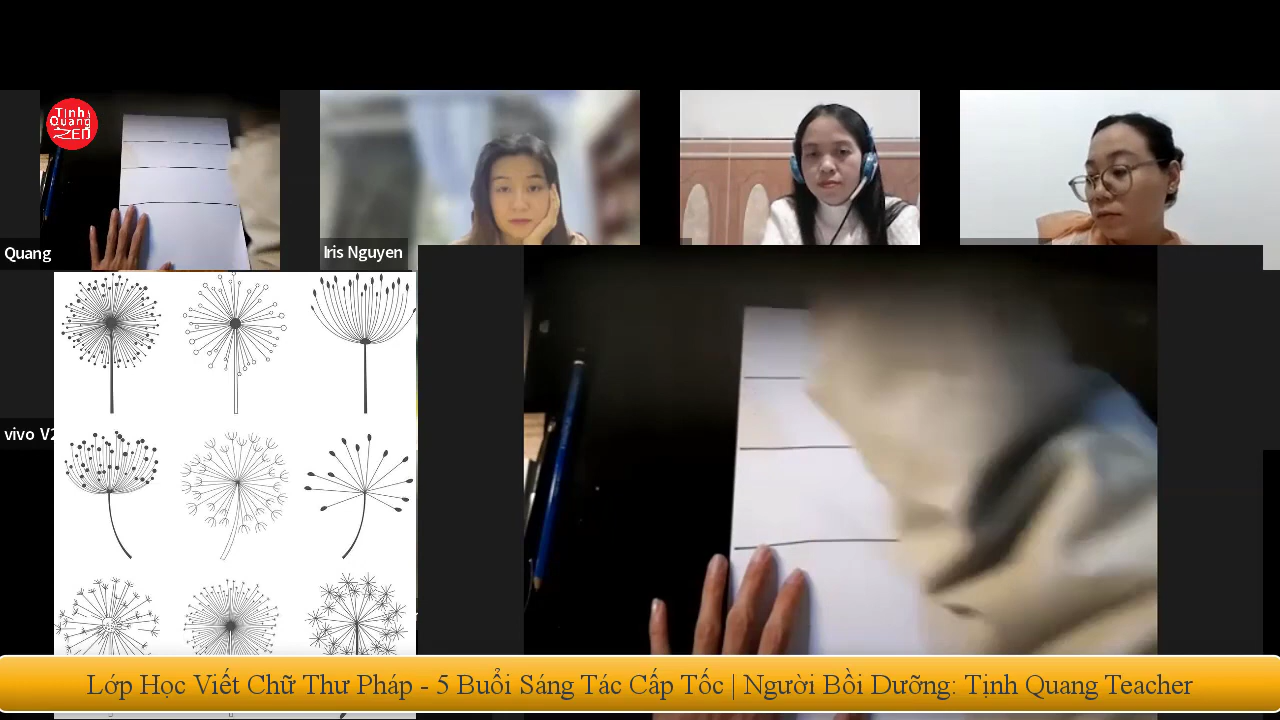 Tịnh
Quang
ZEN
Quang
Iris Nguyen
vivo V2
Lớp Học Viết Chữ Thư Pháp - 5 Buổi Sáng Tác Cấp Tốc | Người Bồi Dưỡng: Tịnh Quang Teacher